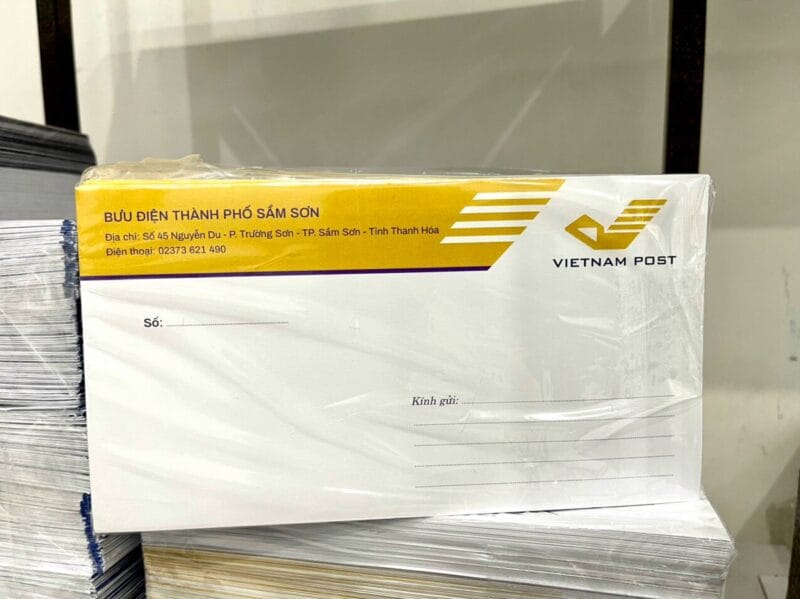 BƯU ĐIỆN THÀNH PHỐ SẦM SƠN
Địa chỉ: Số 45 Nguyễn Du - P. Trường Sơn - TP. Sầm Sơn - Tỉnh Thanh Hóa
Điện thoại: 02373 621 490
VIETNAM POST
Số:
Kính gửi: